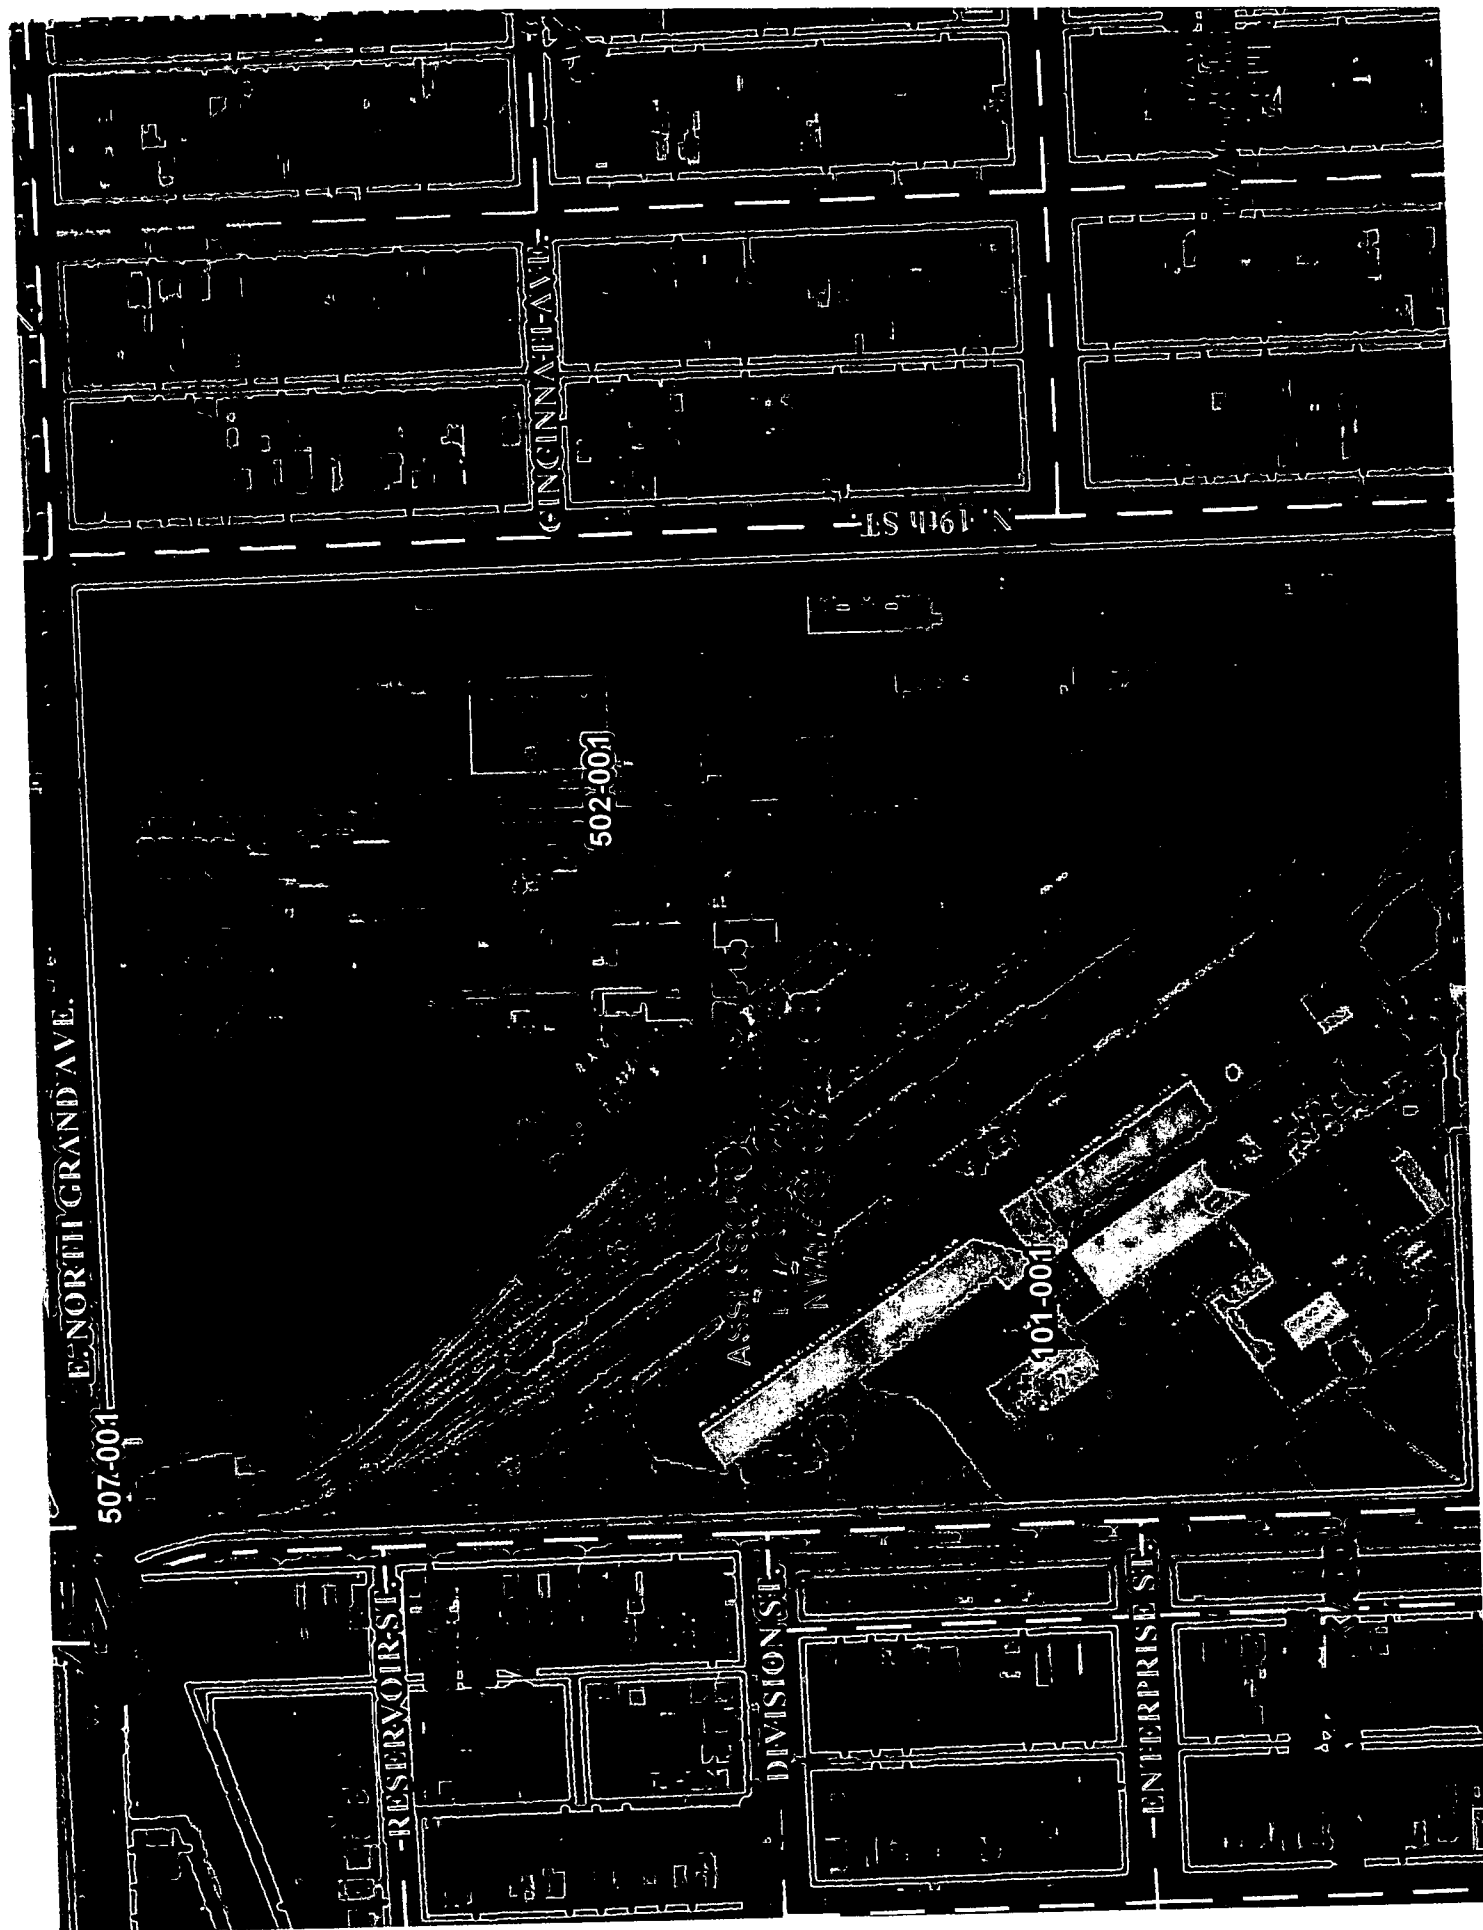 E. NORTH GRAND AVE.
507-001
CINCINNATI AVE.
N. 19th ST.
502-001
101-001
RESERVOIR ST.
DIVISION ST.
ENTERPRISE ST.